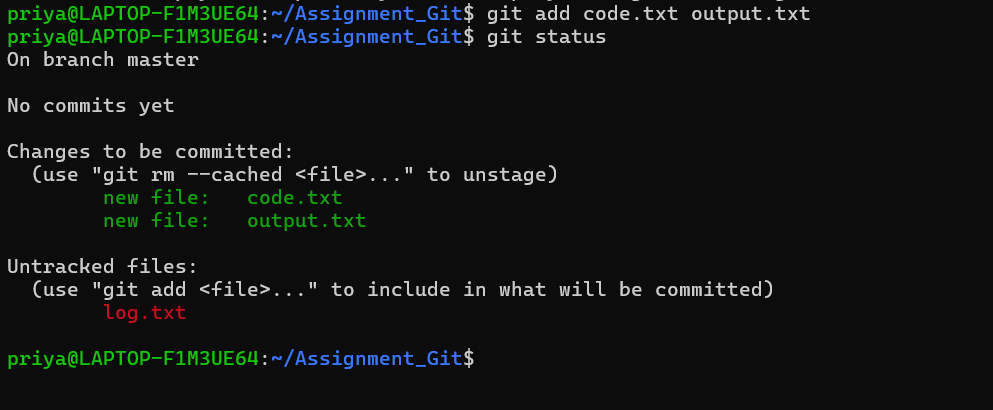 priya@LAPTOP-F1M3UE64:~/Assignment_Git$ git add code.txt output.txt
priya@LAPTOP-F1M3UE64:~/Assignment_Git$ git status
On branch master

No commits yet

Changes to be committed:
  (use "git rm --cached <file>..." to unstage)
        new file:   code.txt
        new file:   output.txt

Untracked files:
  (use "git add <file>..." to include in what will be committed)
        log.txt

priya@LAPTOP-F1M3UE64:~/Assignment_Git$